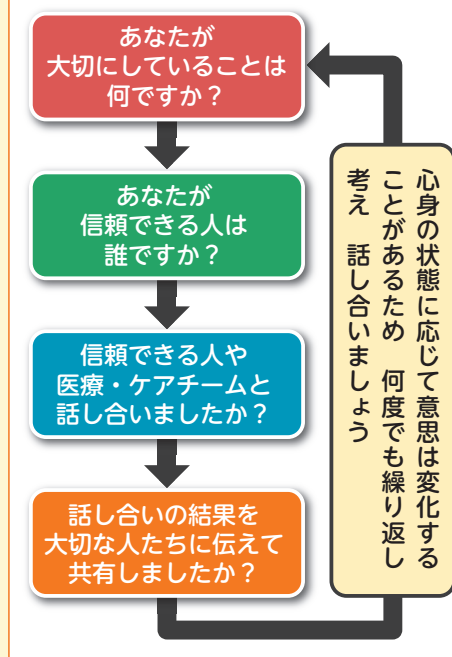 あなたが
大切にしていることは
何ですか？
あなたが
信頼できる人は
誰ですか？
信頼できる人や
医療・ケアチームと
話し合いましたか？
話し合いの結果を
大切な人たちに伝えて
共有しましたか？
心身の状態に応じて意思は変化する
ことがあるため　何度でも繰り返し
考え　話し合いましょう